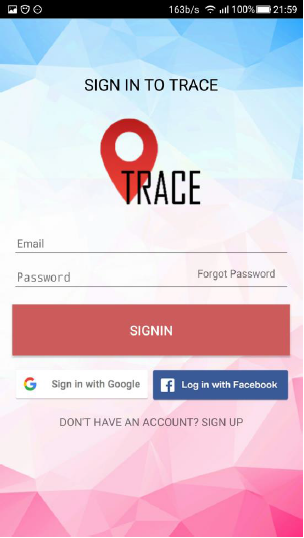 163b/s 100% 21:59
SIGN IN TO TRACE
TRACE
Email
Password Forgot Password
SIGNIN
G Sign in with Google f Log in with Facebook
DON'T HAVE AN ACCOUNT? SIGN UP